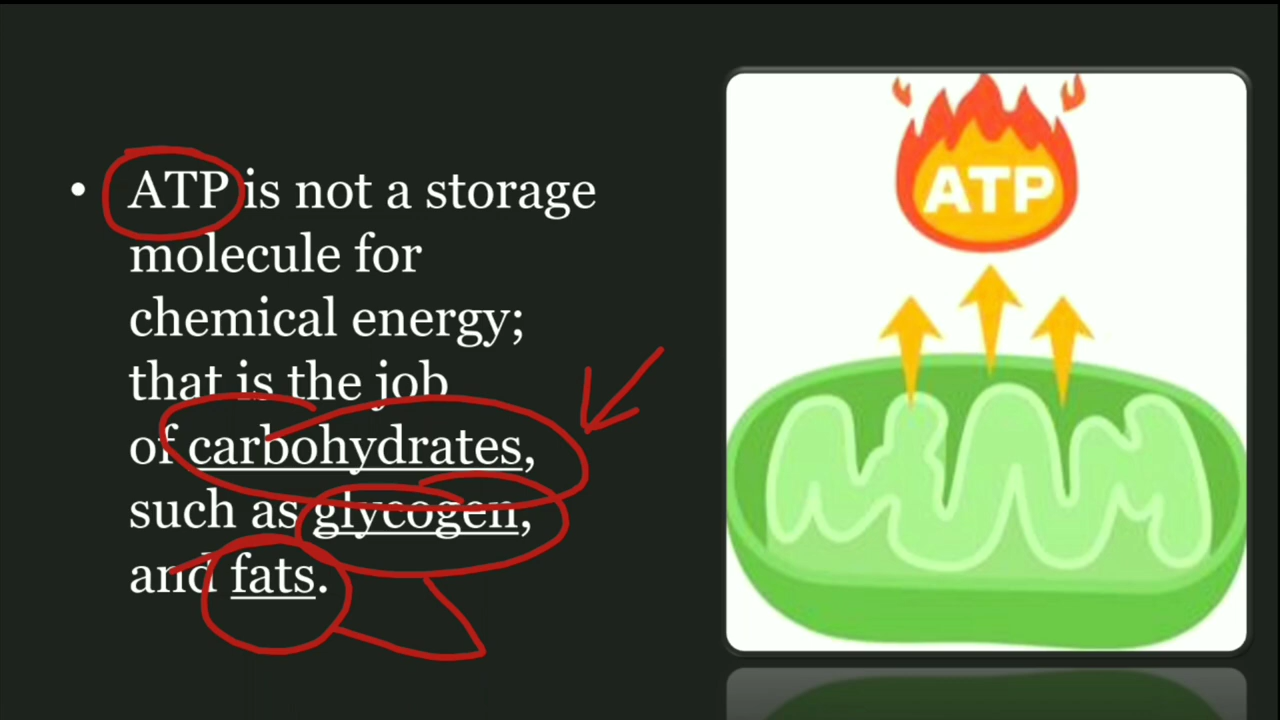 • ATP is not a storage
molecule for
chemical energy;
that is the job
of carbohydrates,
such as glycogen,
and fats.
ATP